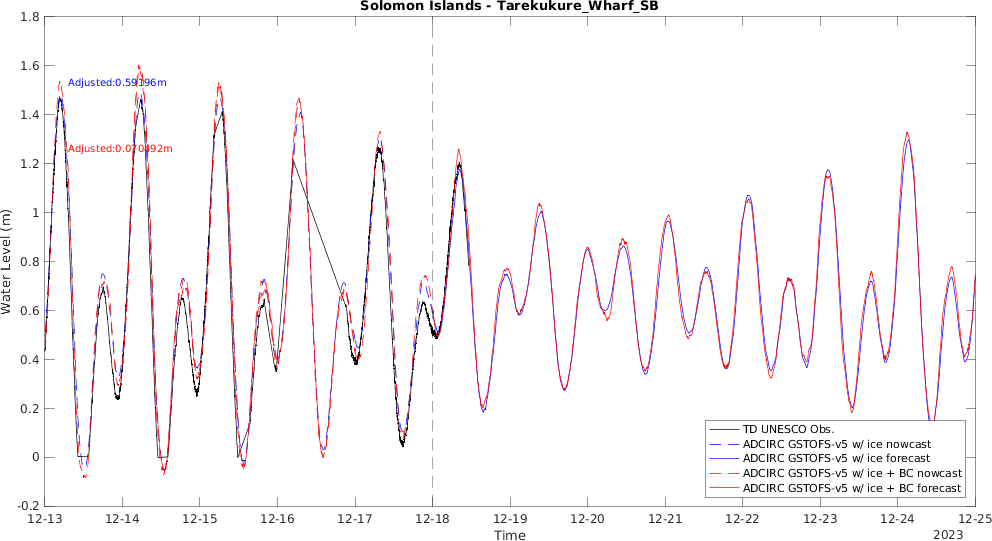 Solomon Islands - Tarekukure_Wharf_SB
1.8
1.6
1.4
1.2
1
0.8
0.6
0.4
0.2
0
-0.2
Water Level (m)
Adjusted:0.59196m
Adjusted:0.070492m
TD UNESCO Obs.
ADCIRC GSTOFS-v5 w/ ice nowcast
ADCIRC GSTOFS-v5 w/ ice forecast
ADCIRC GSTOFS-v5 w/ ice + BC nowcast
ADCIRC GSTOFS-v5 w/ ice + BC forecast
12-13 12-14 12-15 12-16 12-17 12-18 12-19 12-20 12-21 12-22 12-23 12-24 12-25
Time
2023